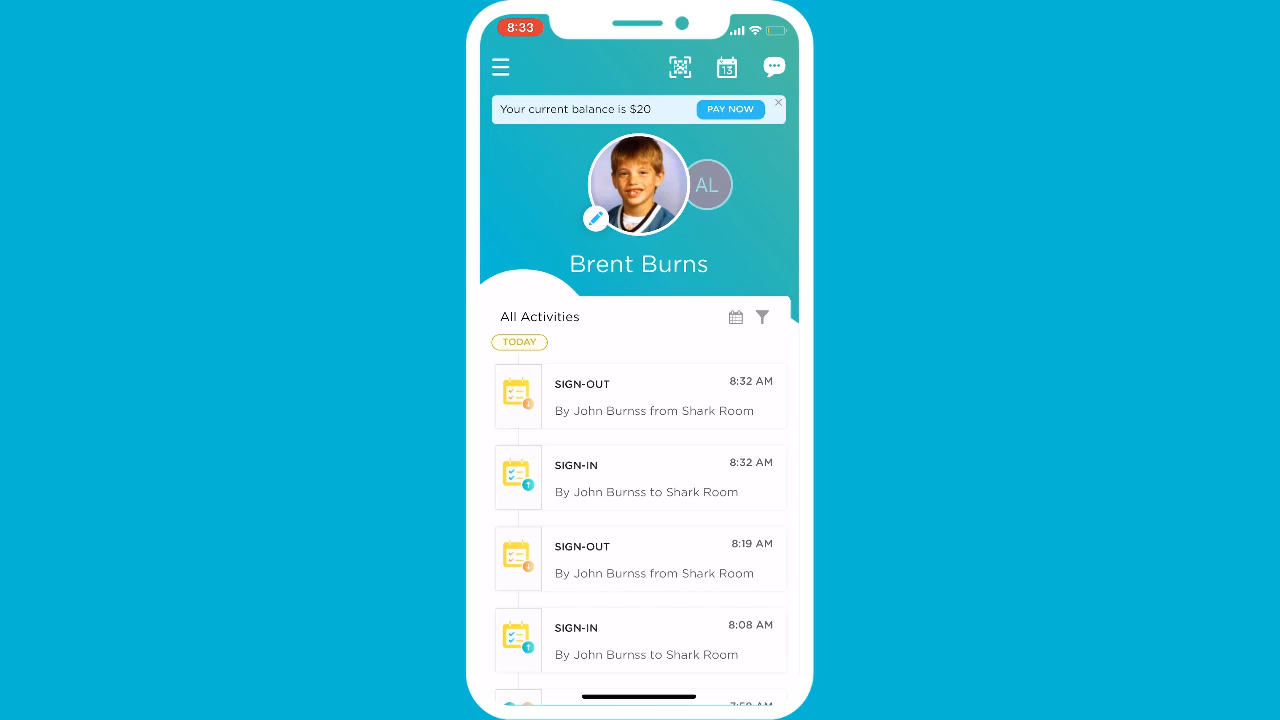 8:33
13
Your current balance is $20
PAY NOW
AL
Brent Burns
All Activities
TODAY
SIGN-OUT
8:32 AM
By John Burnss from Shark Room
SIGN-IN
8:32 AM
By John Burnss to Shark Room
SIGN-OUT
8:19 AM
By John Burnss from Shark Room
SIGN-IN
8:08 AM
By John Burnss to Shark Room